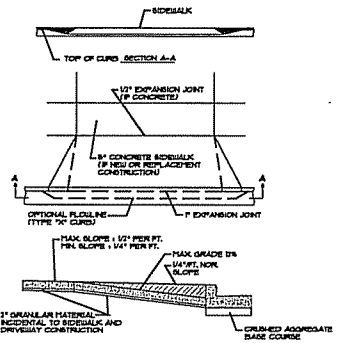 SIDEWALK
TOP OF CURB
SECTION A-A
1/2" EXPANSION JOINT
(IF CONCRETE)
CONCRETE SIDEWALK
(IF NEW OR REPLACEMENT
CONSTRUCTION)
A
A
OPTIONAL FLOWLINE
(TYPE "X" CURB)
1" EXPANSION JOINT
MAX. SLOPE : 1/2" PER FT.
MIN. SLOPE : 1/4" PER FT.
MAX. GRADE
1/4"/FT. NOR.
SLOPE
2" GRANULAR MATERIAL
INCIDENTAL TO SIDEWALK AND
DRIVEWAY CONSTRUCTION
CRUSHED AGGREGATE
BASE COURSE